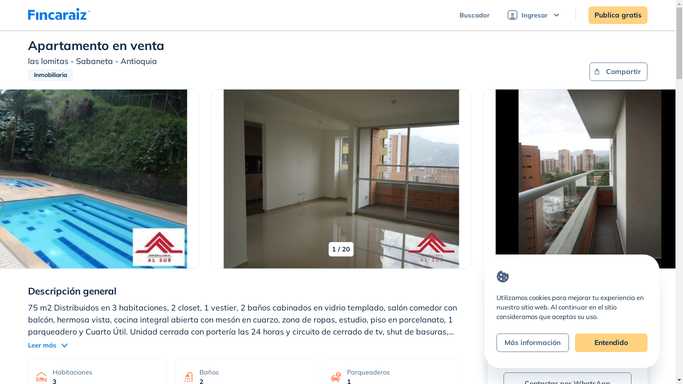 Fincaraiz
Buscador
Ingresar
Publica gratis
Apartamento en venta
las lomitas - Sabaneta - Antioquia
Inmobiliaria
Compartir
1 / 20
AL SUR
AL SUR
Descripción general
75 m2 Distribuidos en 3 habitaciones, 2 closet, 1 vestier, 2 baños cabinados en vidrio templado, salón comedor con
balcón, hermosa vista, cocina integral abierta con mesón en cuarzo, zona de ropas, estudio, piso en porcelanato, 1
parqueadero y Cuarto Útil. Unidad cerrada con portería las 24 horas y circuito de cerrado de tv, shut de basuras,...
Leer más
Habitaciones
3
Baños
2
Parqueaderos
1
Utilizamos cookies para mejorar tu experiencia en
nuestro sitio web. Al continuar en el sitio
consideramos que aceptas su uso.
Más información
Entendido
Contactar por WhatsApp